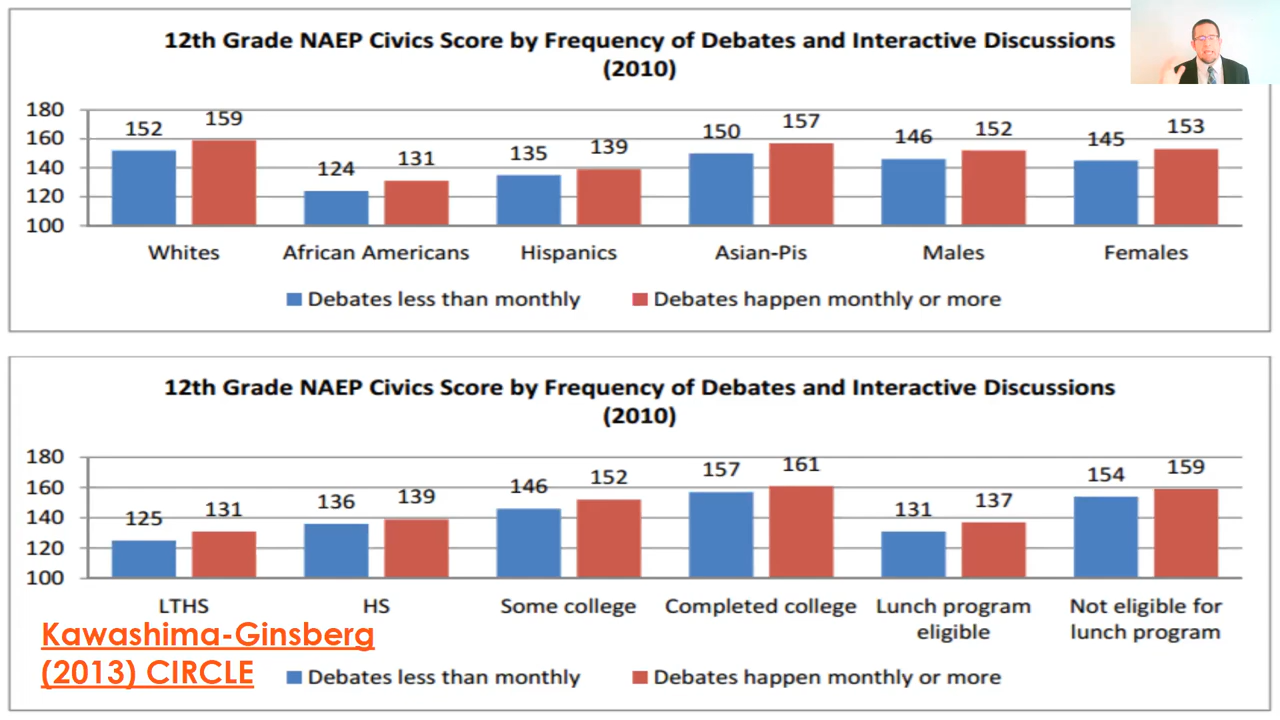 12th Grade NAEP Civics Score by Frequency of Debates and Interactive Discussions
(2010)
180
160
140
120
100
152 159 124 131 135 139 150 157 146 152 145 153
Whites African Americans Hispanics Asian-Pis Males Females
Debates less than monthly Debates happen monthly or more
12th Grade NAEP Civics Score by Frequency of Debates and Interactive Discussions
(2010)
180
160
140
120
100
125 131 136 139 146 152 157 161 131 137 154 159
LTHS HS Some college Completed college Lunch program Not eligible for
eligible lunch program
Kawashima-Ginsberg
(2013) CIRCLE
Debates less than monthly Debates happen monthly or more